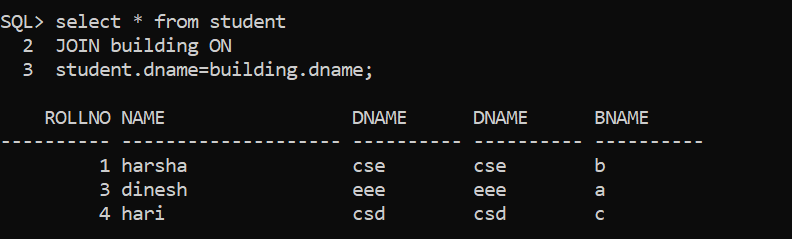 SQL> select * from student
  2  JOIN building ON
  3  student.dname=building.dname;

    ROLLNO NAME                 DNAME      DNAME      BNAME
---------- -------------------- ---------- ---------- ----------
         1 harsha               cse        cse        b
         3 dinesh               eee        eee        a
         4 hari                 csd        csd        c